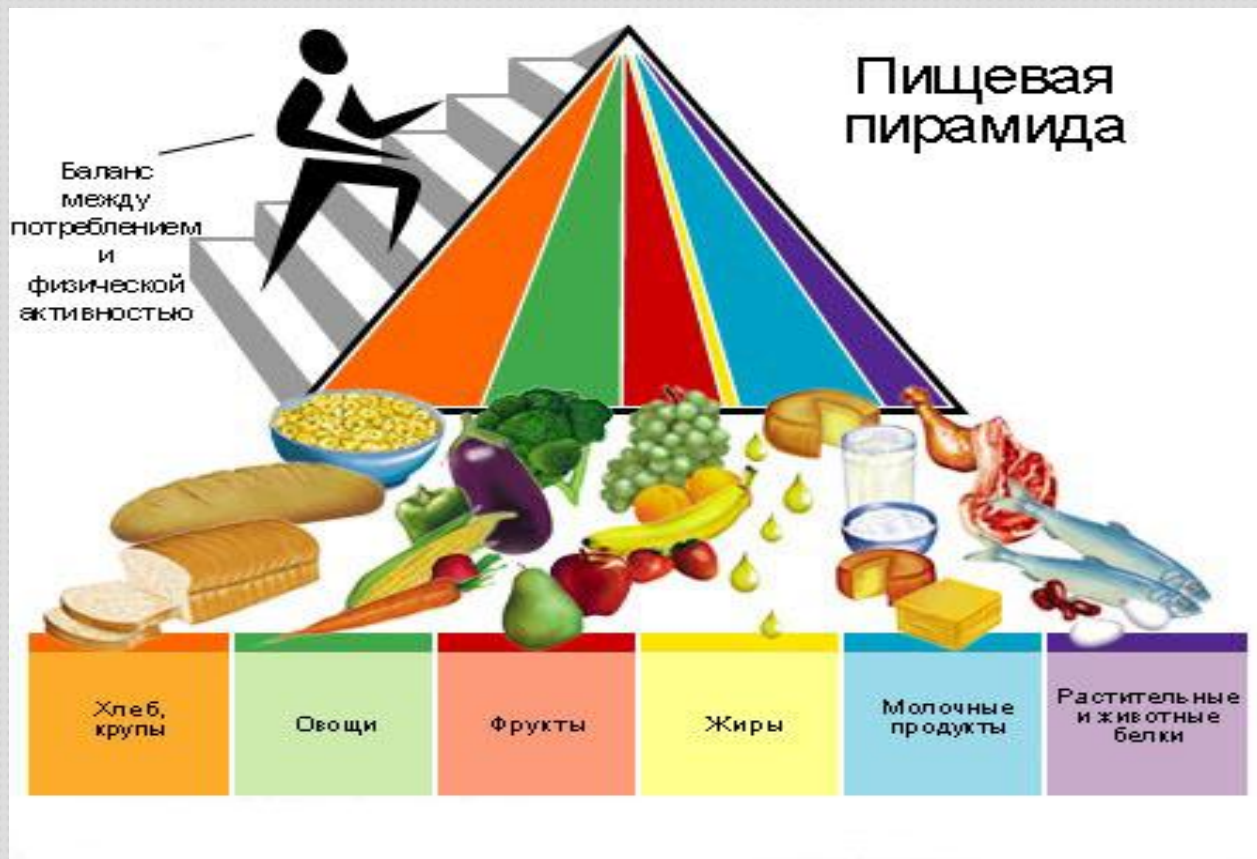 Пищевая
пирамида
Баланс
между
потреблением
и
физической
активностью
Хлеб,
крупы
Овощи
Фрукты
Жиры
Молочные
продукты
Растительные
и животные
белки